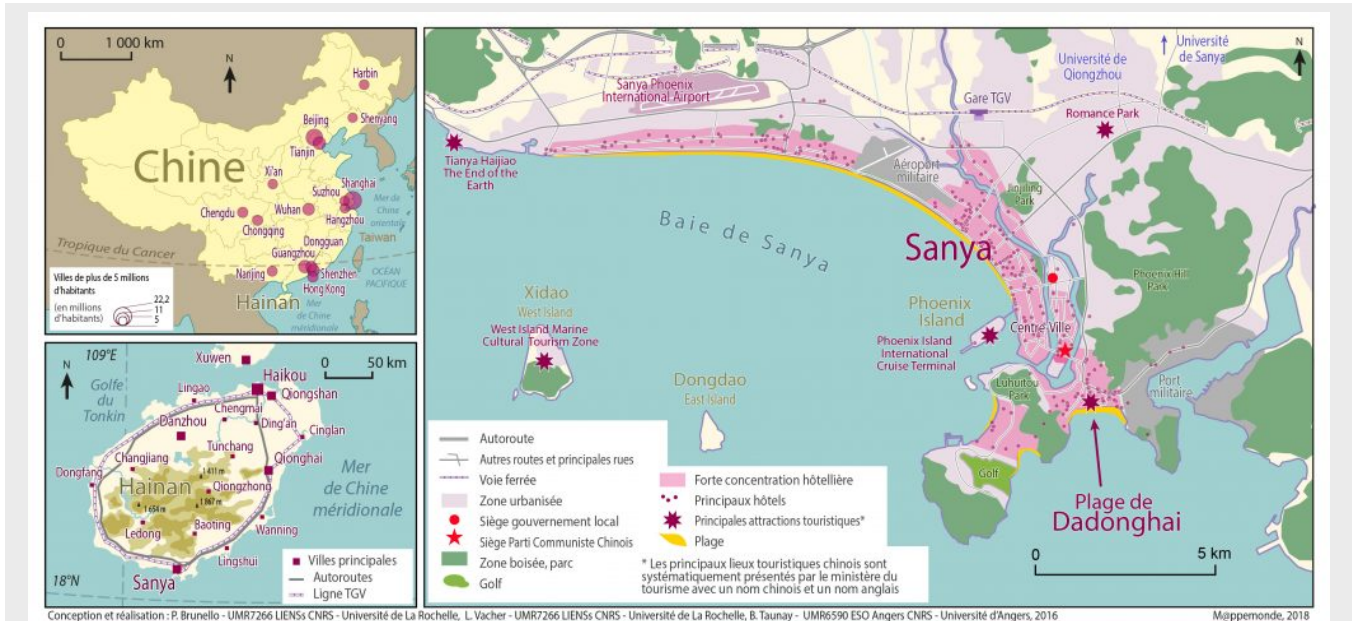 0 1 000 km
N
Harbin
Shenyang
Beijing
Tianjin
Chine
Xi'an
Suzhou
Shanghai
Mer de
Chine
orientale
Chengdu
Wuhan
Hangzhou
Chongqing
Taiwan
Tropique du Cancer
Dongguan
Guangzhou
Nanjing
Shenzhen
OCÉAN
PACIFIQUE
Hong Kong
Hainan
Mer
de Chine
méridionale
Villes de plus de 5 millions
d'habitants
(en millions
d'habitants)
22,2
11
5
109°E
Xuwen
0 50 km
N
Golfe
du
Tonkin
Haikou
Lingao
Qiongshan
Chengmai
Danzhou
Ding'an
Cinglan
Tunchang
Changjiang
Qionghai
Dongfang
1 411 m
Hainan
Qiongzhong
Mer
de Chine
méridionale
1 654 m
1 867 m
Ledong
Baoting
Wanning
Lingshui
18°N
Sanya
Villes principales
Autoroutes
Ligne TGV
Université
de Sanya
N
Université de
Qiongzhou
Sanya Phoenix
International Airport
Gare TGV
Romance Park
Tianya Haijiao
The End of the
Earth
Aéroport
militaire
Jinjiling
Park
Baie de Sanya
Sanya
Phoenix Hill
Park
Xidao
West Island
Phoenix
Island
West Island Marine
Cultural Tourism Zone
Centre Ville
Phoenix Island
International
Cruise Terminal
Dongdao
East Island
Luhuitou
Park
Port
militaire
Golf
Plage de
Dadonghai
0 5 km
Autoroute
Autres routes et principales rues
Voie ferrée
Zone urbanisée
Siège gouvernement local
Siège Parti Communiste Chinois
Zone boisée, parc
Golf
Forte concentration hôtellière
Principaux hôtels
Principales attractions touristiques*
Plage
* Les principaux lieux touristiques chinois sont
systématiquement présentés par le ministère du
tourisme avec un nom chinois et un nom anglais
Conception et réalisation : P. Brunello - UMR7266 LIENSs CNRS - Université de La Rochelle, L. Vacher - UMR7266 LIENSs CNRS - Université de La Rochelle, B. Taunay - UMR6590 ESO Angers CNRS - Université d'Angers, 2016
M@ppemonde, 2018